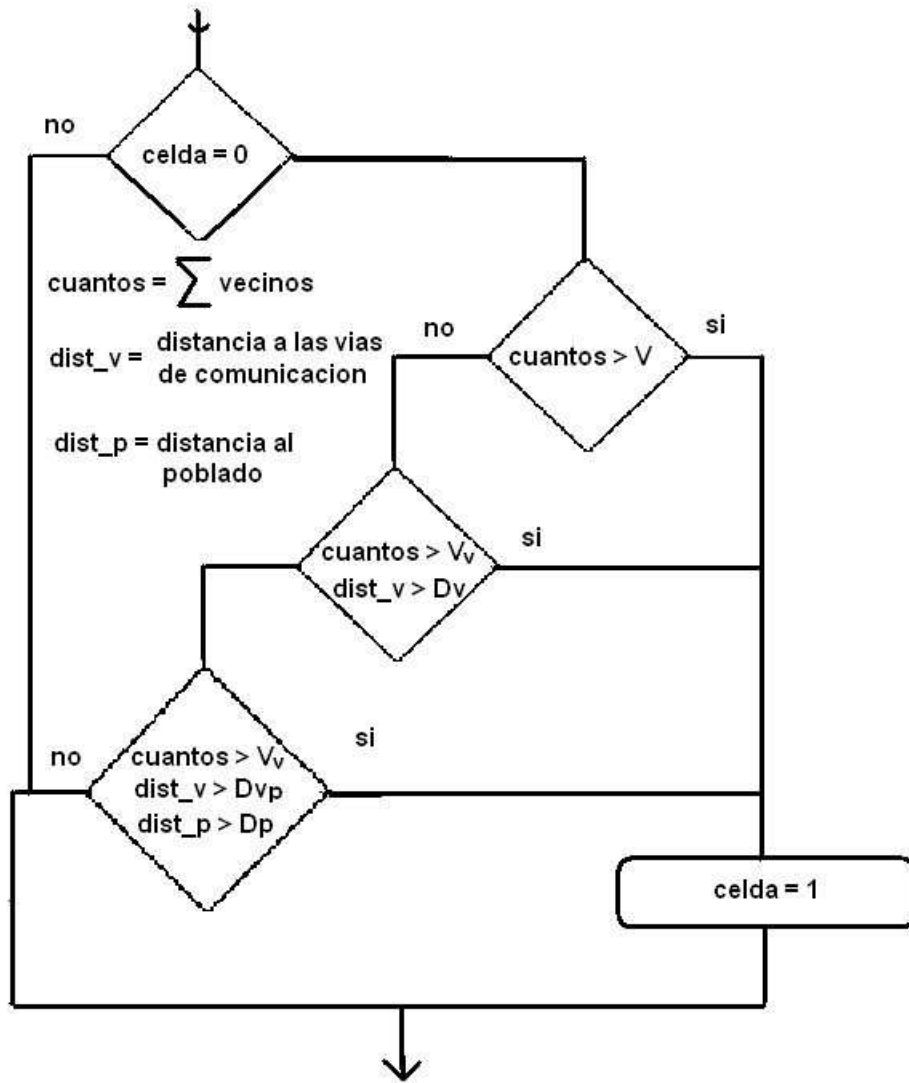 no
celda = 0
cuantos = ∑ vecinos
dist_v = distancia a las vias
de comunicacion
dist_p = distancia al
poblado
no
si
cuantos > V
cuantos > Vv
dist_v > Dv
si
no
cuantos > Vv
dist_v > Dvp
dist_p > Dp
si
celda = 1